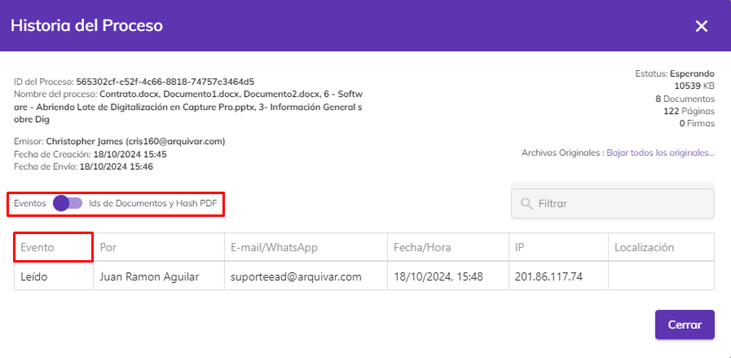 Historia del Proceso
ID del Proceso: 565302cf-e52f-4c66-8818-74757e3464d5
Nombre del proceso: Contrato.docx, Documento1.docx, Documento2.docx, 6 - Softw
are - Abriendo Lote de Digitalización en Capture Pro.pptx, 3- Información General s
obre Dig
Emisor: Christopher James (cris160@arquivar.com)
Fecha de Creación: 18/10/2024 15:45
Fecha de Envío: 18/10/2024 15:46
Estatus: Esperando
10539 KB
8 Documentos
122 Páginas
0 Firmas
Archivos Originales : Bajar todos los originales...
Eventos Ids de Documentos y Hash PDF
Filtrar
Evento Por E-mail/WhatsApp Fecha/Hora IP Localización
Leído Juan Ramon Aguilar suporteead@arquivar.com 18/10/2024, 15:48 201.86.117.74
Cerrar